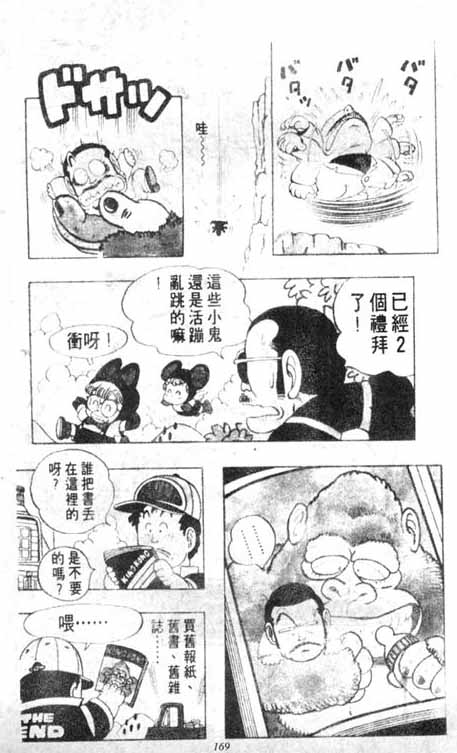 バタ
バタ
バタ
哇~~
ドサッ
已經2
個禮拜
了!
這些小鬼
還是活蹦
亂跳的嘛
!
衝呀!
………
誰把書丟
在這裡的
呀?
是不要
的嗎?
KING KONG
買舊報紙、
舊書、舊雜
誌……
喂……
THE
END
169